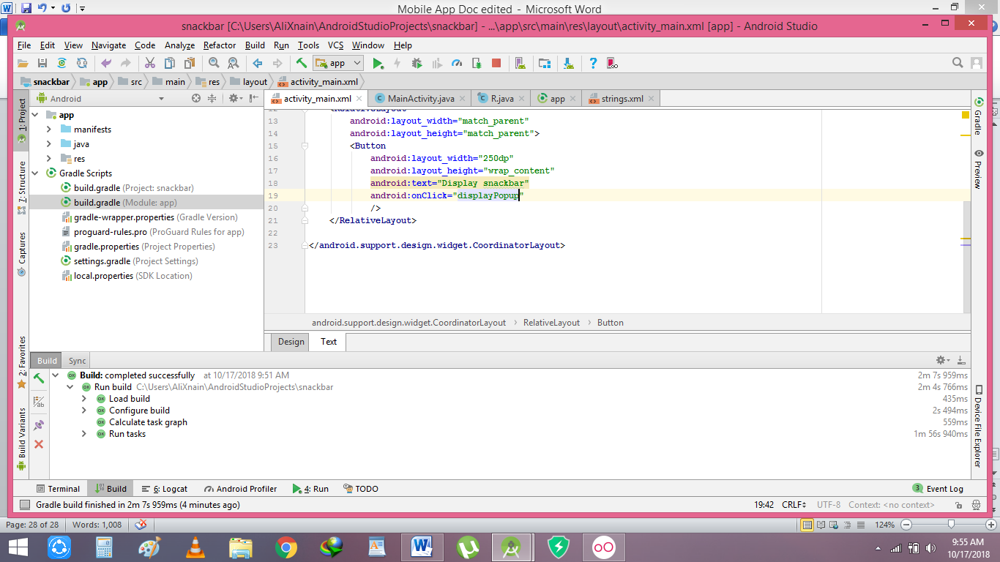 Mobile App Doc edited - Microsoft Word
snackbar [C:\Users\AliXnain\AndroidStudioProjects\snackbar] - ...\app\src\main\res\layout\activity_main.xml [app] - Android Studio
File Edit View Navigate Code Analyze Refactor Build Run Tools VCS Window Help
app
snackbar app src main res layout activity_main.xml
Android
activity_main.xml MainActivity.java R.java app strings.xml
1: Project
7: Structure
Captures
2: Favorites
Build Variants
app
manifests
java
res
Gradle Scripts
build.gradle (Project: snackbar)
build.gradle (Module: app)
gradle-wrapper.properties (Gradle Version)
proguard-rules.pro (ProGuard Rules for app)
gradle.properties (Project Properties)
settings.gradle (Project Settings)
local.properties (SDK Location)
12 <RelativeLayout
13 android:layout_width="match_parent"
14 android:layout_height="match_parent">
15 <Button
16 android:layout_width="250dp"
17 android:layout_height="wrap_content"
18 android:text="Display snackbar"
19 android:onClick="displayPopup"
20 />
21 </RelativeLayout>
22
23 </android.support.design.widget.CoordinatorLayout>
android.support.design.widget.CoordinatorLayout › RelativeLayout › Button
Design Text
Gradle
Preview
Device File Explorer
Build Sync
Build: completed successfully at 10/17/2018 9:51 AM 2m 7s 959ms
Run build C:\Users\AliXnain\AndroidStudioProjects\snackbar 2m 4s 766ms
Load build 435ms
Configure build 2s 494ms
Calculate task graph 559ms
Run tasks 1m 56s 940ms
Terminal Build 6: Logcat Android Profiler 4: Run TODO 3 Event Log
Gradle build finished in 2m 7s 959ms (4 minutes ago) 19:42 CRLF UTF-8 Context: <no context>
Page: 28 of 28 Words: 1,008 124%
9:55 AM
10/17/2018